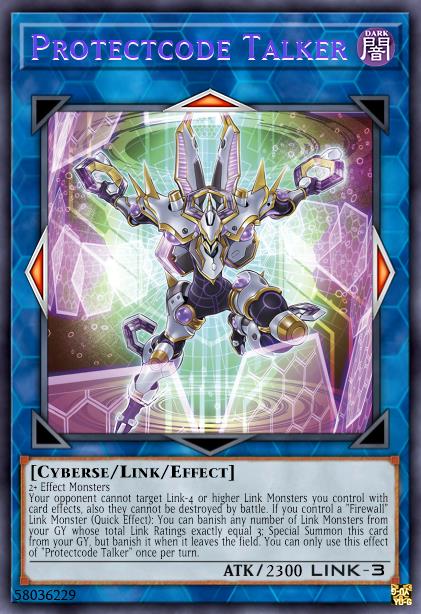 PROTECTCODE TALKER
DARK
闇
[CYBERSE/LINK/EFFECT]
2+ Effect Monsters
Your opponent cannot target Link-4 or higher Link Monsters you control with
card effects, also they cannot be destroyed by battle. If you control a "Firewall"
Link Monster (Quick Effect): You can banish any number of Link Monsters from
your GY whose total Link Ratings exactly equal 3; Special Summon this card
from your GY, but banish it when it leaves the field. You can only use this effect
of "Protectcode Talker" once per turn.
ATK/2300 LINK-3
58036229